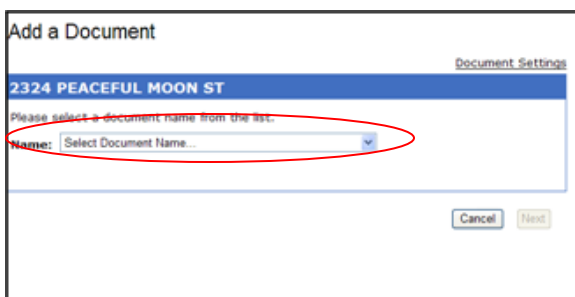 Add a Document
Document Settings
2324 PEACEFUL MOON ST
Please select a document name from the list.
Name: Select Document Name...
Cancel Next